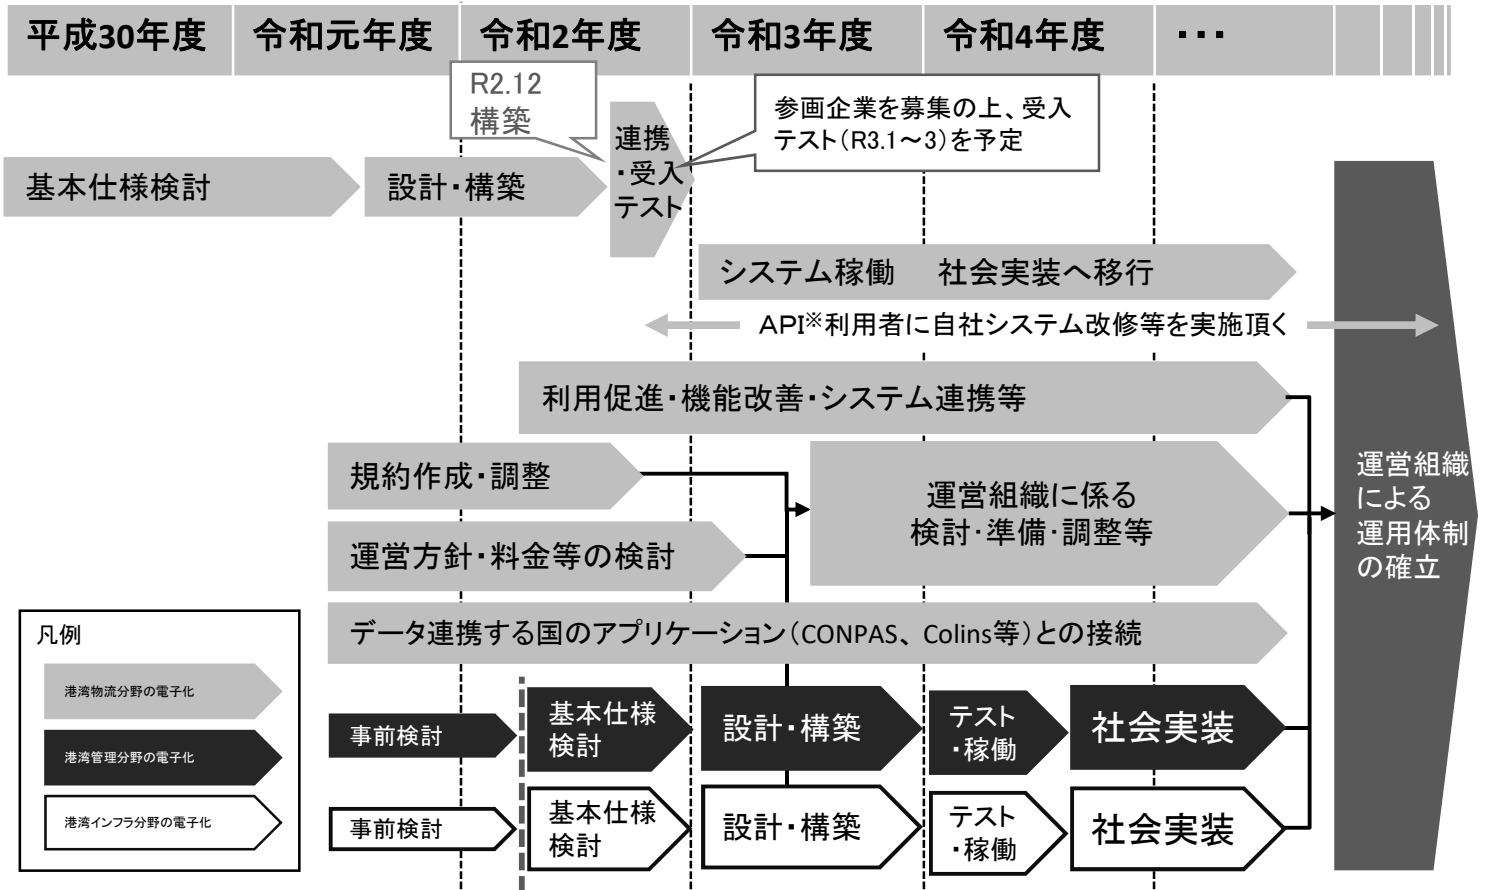 平成30年度
令和元年度
令和2年度
令和3年度
令和4年度
･･･
R2.12
構築
参画企業を募集の上、受入
テスト（R3.1～3）を予定
連携
・受入
テスト
基本仕様検討
設計・構築
システム稼働　社会実装へ移行
API※利用者に自社システム改修等を実施頂く
利用促進・機能改善・システム連携等
規約作成・調整
運営組織に係る
検討･準備･調整等
運営方針・料金等の検討
データ連携する国のアプリケーション（CONPAS、Colins等）との接続
運営組織
による
運用体制
の確立
凡例
港湾物流分野の電子化
港湾管理分野の電子化
港湾インフラ分野の電子化
事前検討
基本仕様
検討
設計・構築
テスト
・稼働
社会実装
事前検討
基本仕様
検討
設計・構築
テスト
・稼働
社会実装